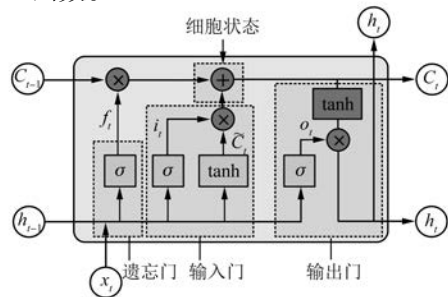 细胞状态
h_t
C_{t-1}
C_t
f_t
i_t
C̃_t
o_t
tanh
σ
σ
tanh
σ
h_{t-1}
h_t
x_t
遗忘门
输入门
输出门